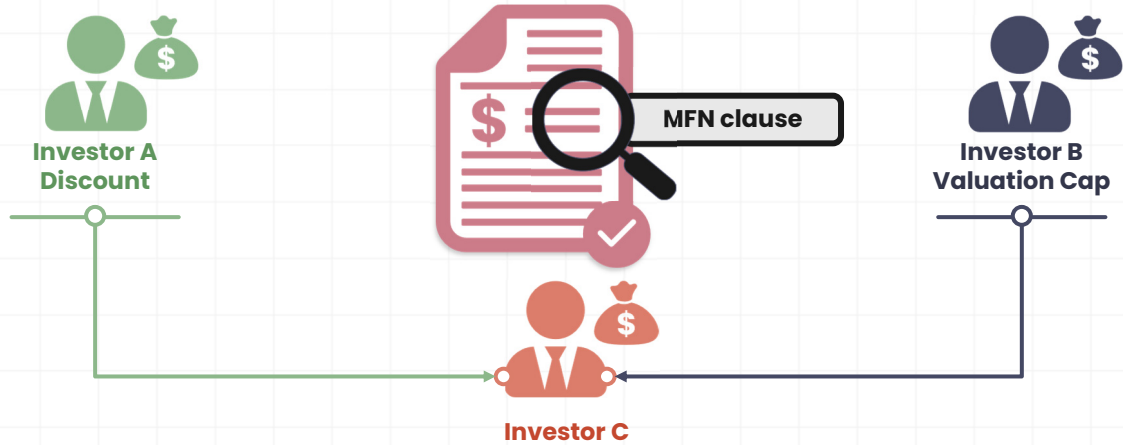 $
$
$
MFN clause
Investor A
Discount
Investor B
Valuation Cap
$
Investor C